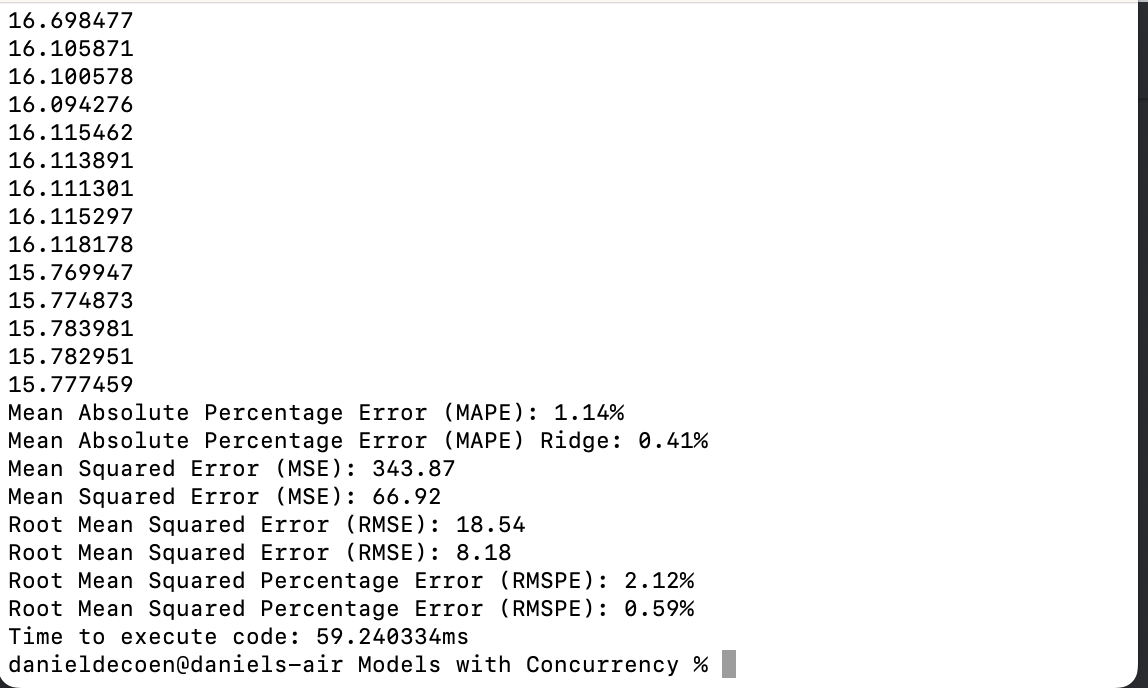 16.698477
16.105871
16.100578
16.094276
16.115462
16.113891
16.111301
16.115297
16.118178
15.769947
15.774873
15.783981
15.782951
15.777459
Mean Absolute Percentage Error (MAPE): 1.14%
Mean Absolute Percentage Error (MAPE) Ridge: 0.41%
Mean Squared Error (MSE): 343.87
Mean Squared Error (MSE): 66.92
Root Mean Squared Error (RMSE): 18.54
Root Mean Squared Error (RMSE): 8.18
Root Mean Squared Percentage Error (RMSPE): 2.12%
Root Mean Squared Percentage Error (RMSPE): 0.59%
Time to execute code: 59.240334ms
danieldecoen@daniels-air Models with Concurrency %